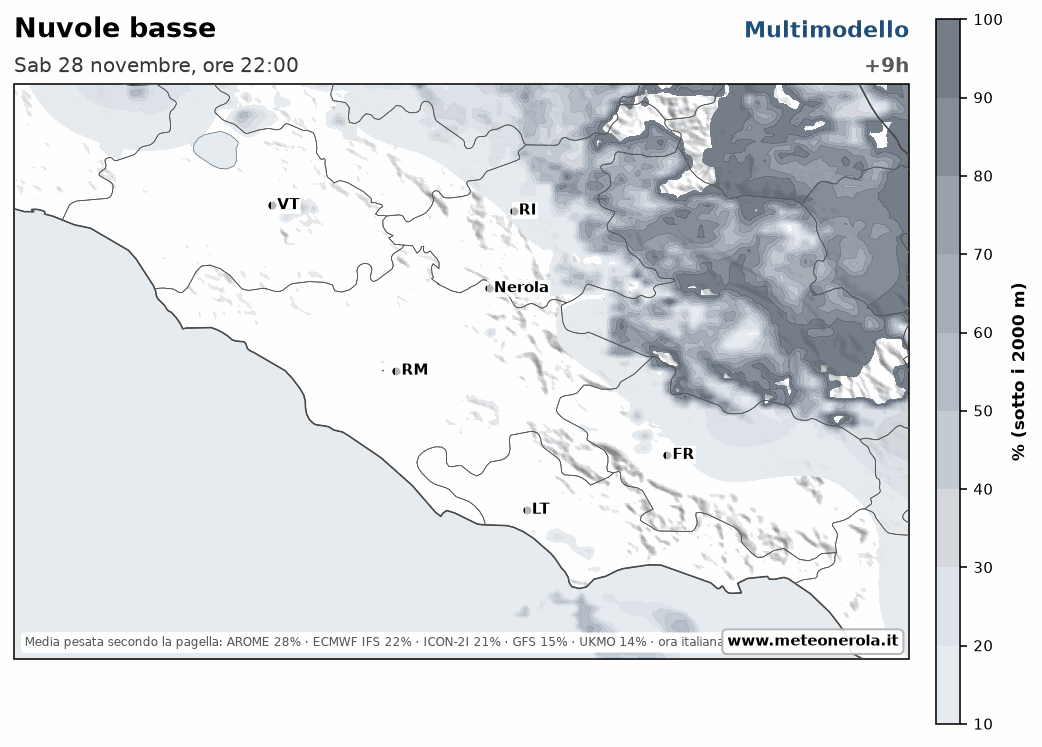 Nuvole basse
Multimodello
Sab 28 novembre, ore 22:00
+9h
100
90
80
70
60
50
40
30
20
10
% (sotto i 2000 m)
VT
RI
Nerola
RM
FR
LT
Media pesata secondo la pagella: AROME 28% · ECMWF IFS 22% · ICON-2I 21% · GFS 15% · UKMO 14% · ora italiana
www.meteonerola.it